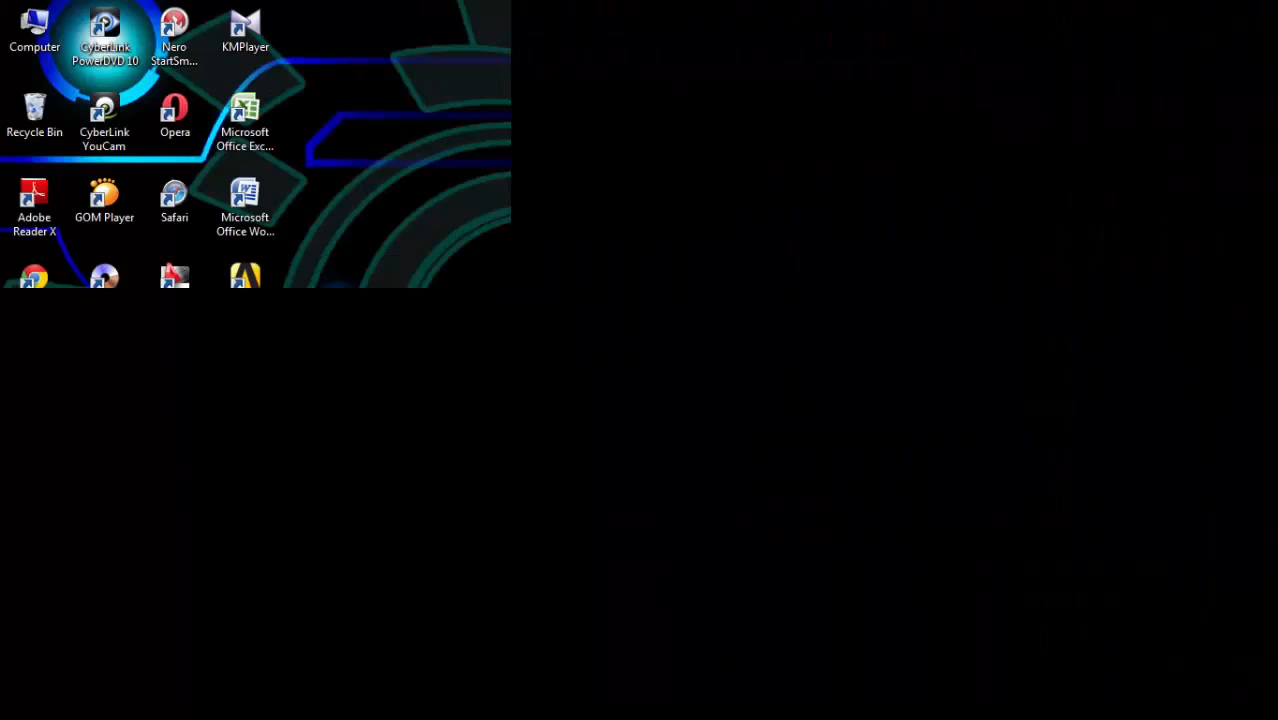 Computer
CyberLink
PowerDVD 10
Nero
StartSm...
KMPlayer
Recycle Bin
CyberLink
YouCam
Opera
Microsoft
Office Exc...
Adobe
Reader X
GOM Player
Safari
Microsoft
Office Wo...